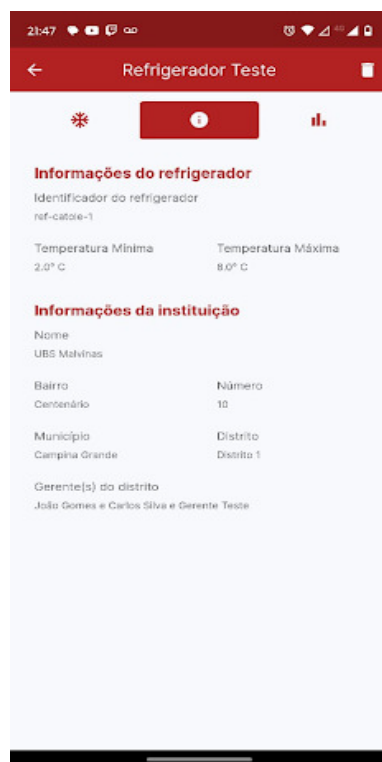 21:47
4G
Refrigerador Teste
Informações do refrigerador
Identificador do refrigerador
ref-catole-1
Temperatura Mínima Temperatura Máxima
2.0° C 8.0° C
Informações da instituição
Nome
UBS Malvinas
Bairro Número
Centenário 10
Município Distrito
Campina Grande Distrito 1
Gerente(s) do distrito
João Gomes e Carlos Silva e Gerente Teste